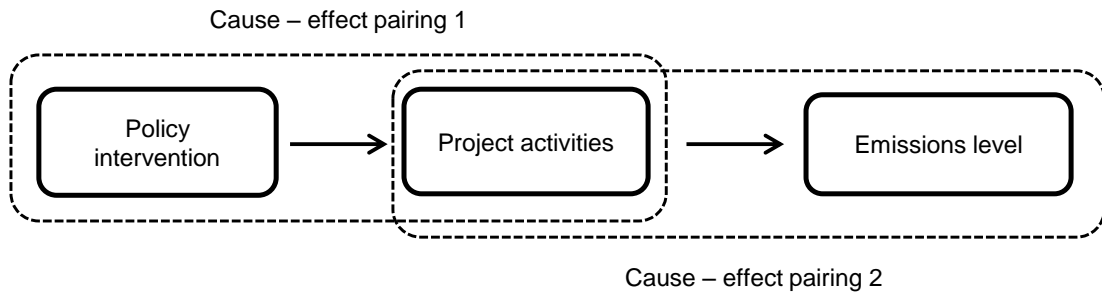 Cause – effect pairing 1
Policy
intervention
Project activities
Emissions level
Cause – effect pairing 2